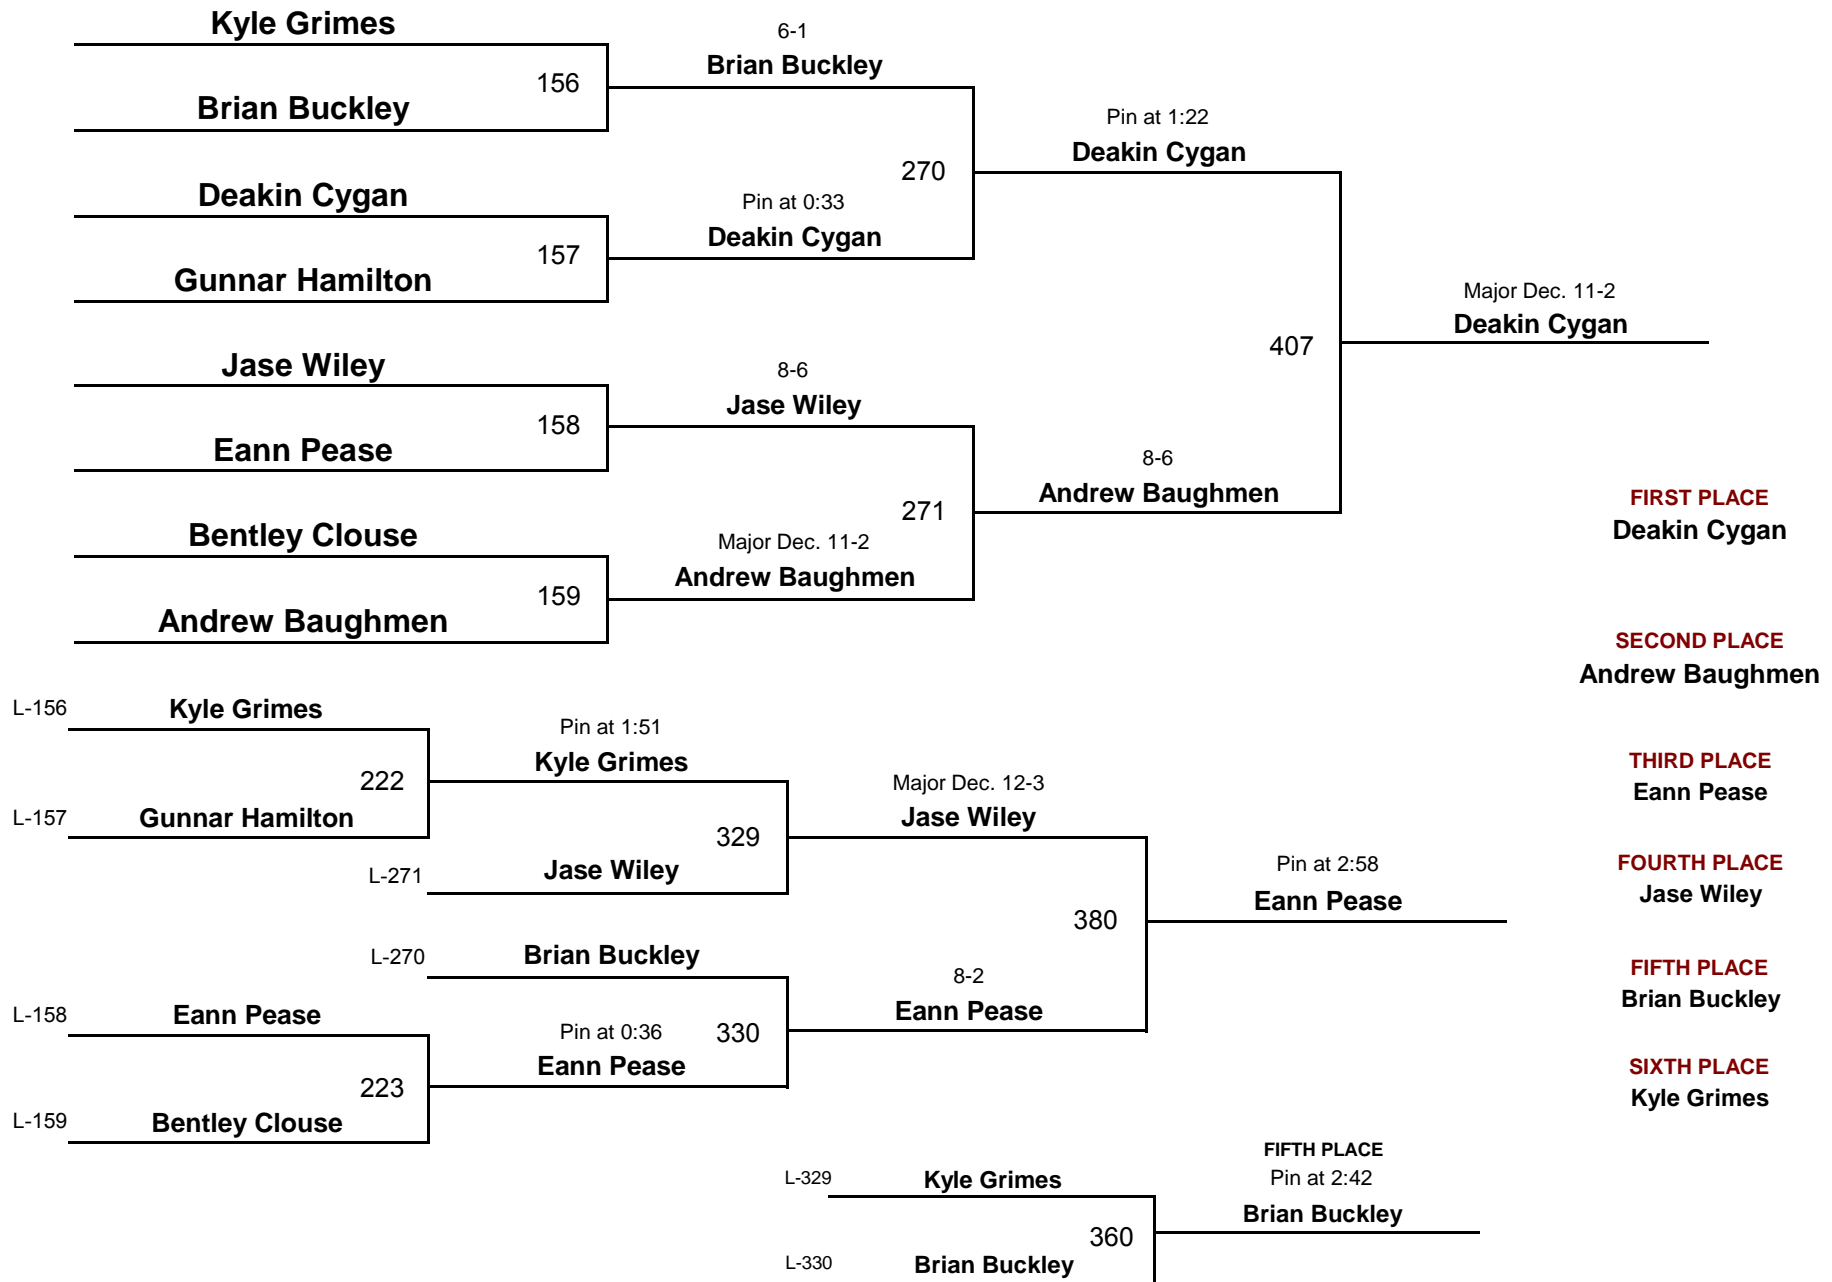 Kyle Grimes
156
Brian Buckley
6-1
Brian Buckley
Deakin Cygan
157
Gunnar Hamilton
Pin at 0:33
Deakin Cygan
270
Pin at 1:22
Deakin Cygan
Jase Wiley
158
Eann Pease
8-6
Jase Wiley
Bentley Clouse
159
Andrew Baughmen
Major Dec. 11-2
Andrew Baughmen
271
8-6
Andrew Baughmen
407
Major Dec. 11-2
Deakin Cygan
FIRST PLACE
Deakin Cygan
SECOND PLACE
Andrew Baughmen
THIRD PLACE
Eann Pease
FOURTH PLACE
Jase Wiley
FIFTH PLACE
Brian Buckley
SIXTH PLACE
Kyle Grimes
L-156
Kyle Grimes
222
L-157
Gunnar Hamilton
Pin at 1:51
Kyle Grimes
329
L-271
Jase Wiley
Major Dec. 12-3
Jase Wiley
L-270
Brian Buckley
L-158
Eann Pease
223
L-159
Bentley Clouse
Pin at 0:36
Eann Pease
330
8-2
Eann Pease
380
Pin at 2:58
Eann Pease
L-329
Kyle Grimes
360
L-330
Brian Buckley
FIFTH PLACE
Pin at 2:42
Brian Buckley